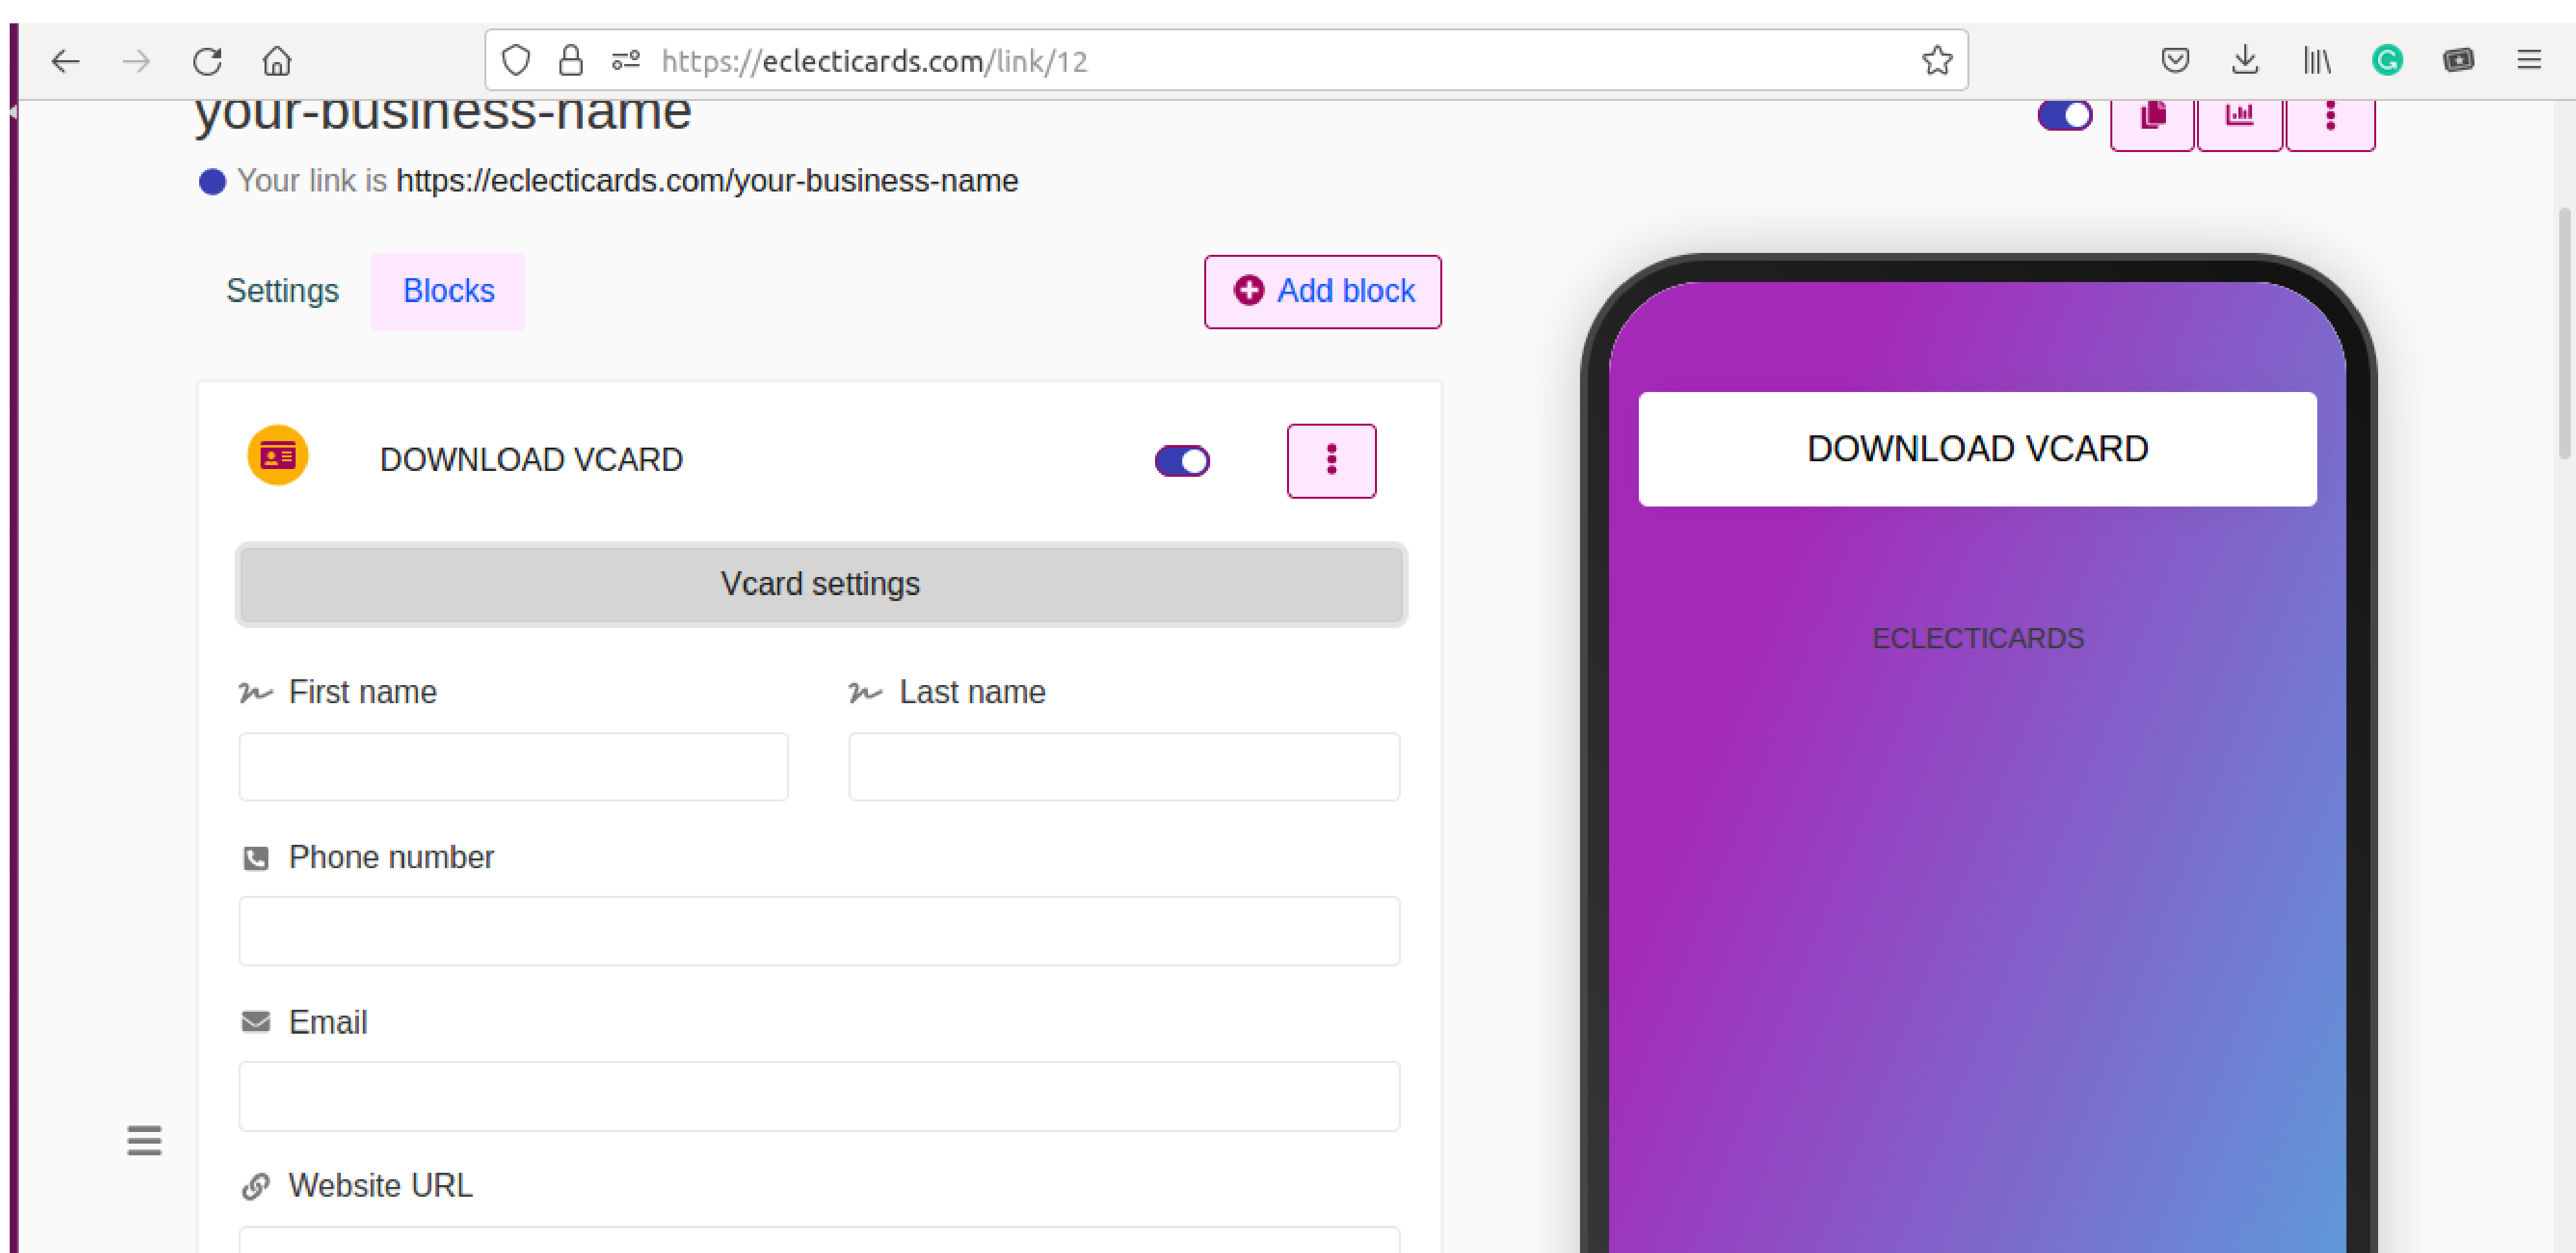 https://eclecticards.com/link/12
your-business-name
Your link is https://eclecticards.com/your-business-name
Settings
Blocks
Add block
DOWNLOAD VCARD
Vcard settings
First name
Last name
Phone number
Email
Website URL
DOWNLOAD VCARD
ECLECTICARDS